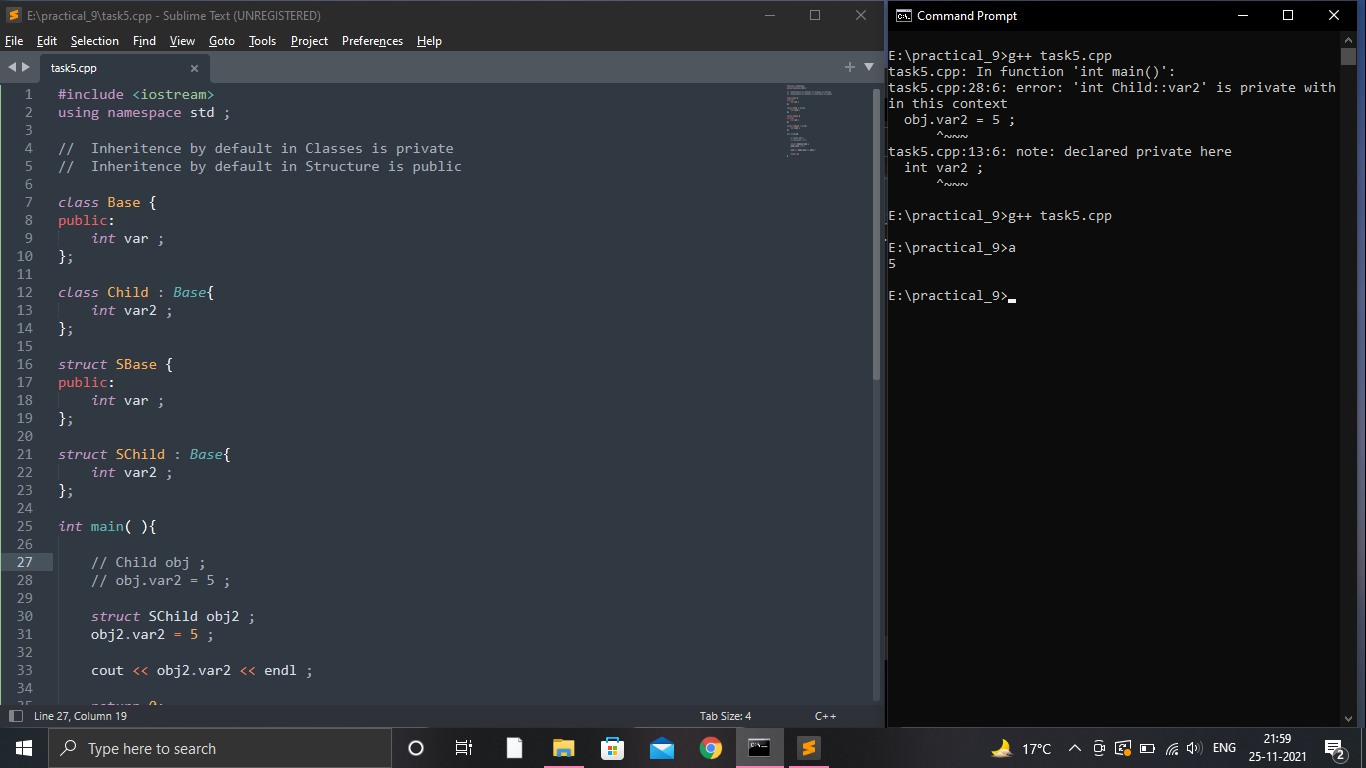 E:\practical_9\task5.cpp - Sublime Text (UNREGISTERED)
File Edit Selection Find View Goto Tools Project Preferences Help
task5.cpp
1 #include <iostream>
2 using namespace std ;
3
4 //  Inheritence by default in Classes is private
5 //  Inheritence by default in Structure is public
6
7 class Base {
8 public:
9     int var ;
10 };
11
12 class Child : Base{
13     int var2 ;
14 };
15
16 struct SBase {
17 public:
18     int var ;
19 };
20
21 struct SChild : Base{
22     int var2 ;
23 };
24
25 int main( ){
26
27     // Child obj ;
28     // obj.var2 = 5 ;
29
30     struct SChild obj2 ;
31     obj2.var2 = 5 ;
32
33     cout << obj2.var2 << endl ;
34
35     return 0;
Line 27, Column 19
Tab Size: 4
C++
Command Prompt
E:\practical_9>g++ task5.cpp
task5.cpp: In function 'int main()':
task5.cpp:28:6: error: 'int Child::var2' is private with
in this context
  obj.var2 = 5 ;
      ^~~~
task5.cpp:13:6: note: declared private here
  int var2 ;
      ^~~~
E:\practical_9>g++ task5.cpp
E:\practical_9>a
5
E:\practical_9>
Type here to search
17°C
ENG
21:59
25-11-2021
2